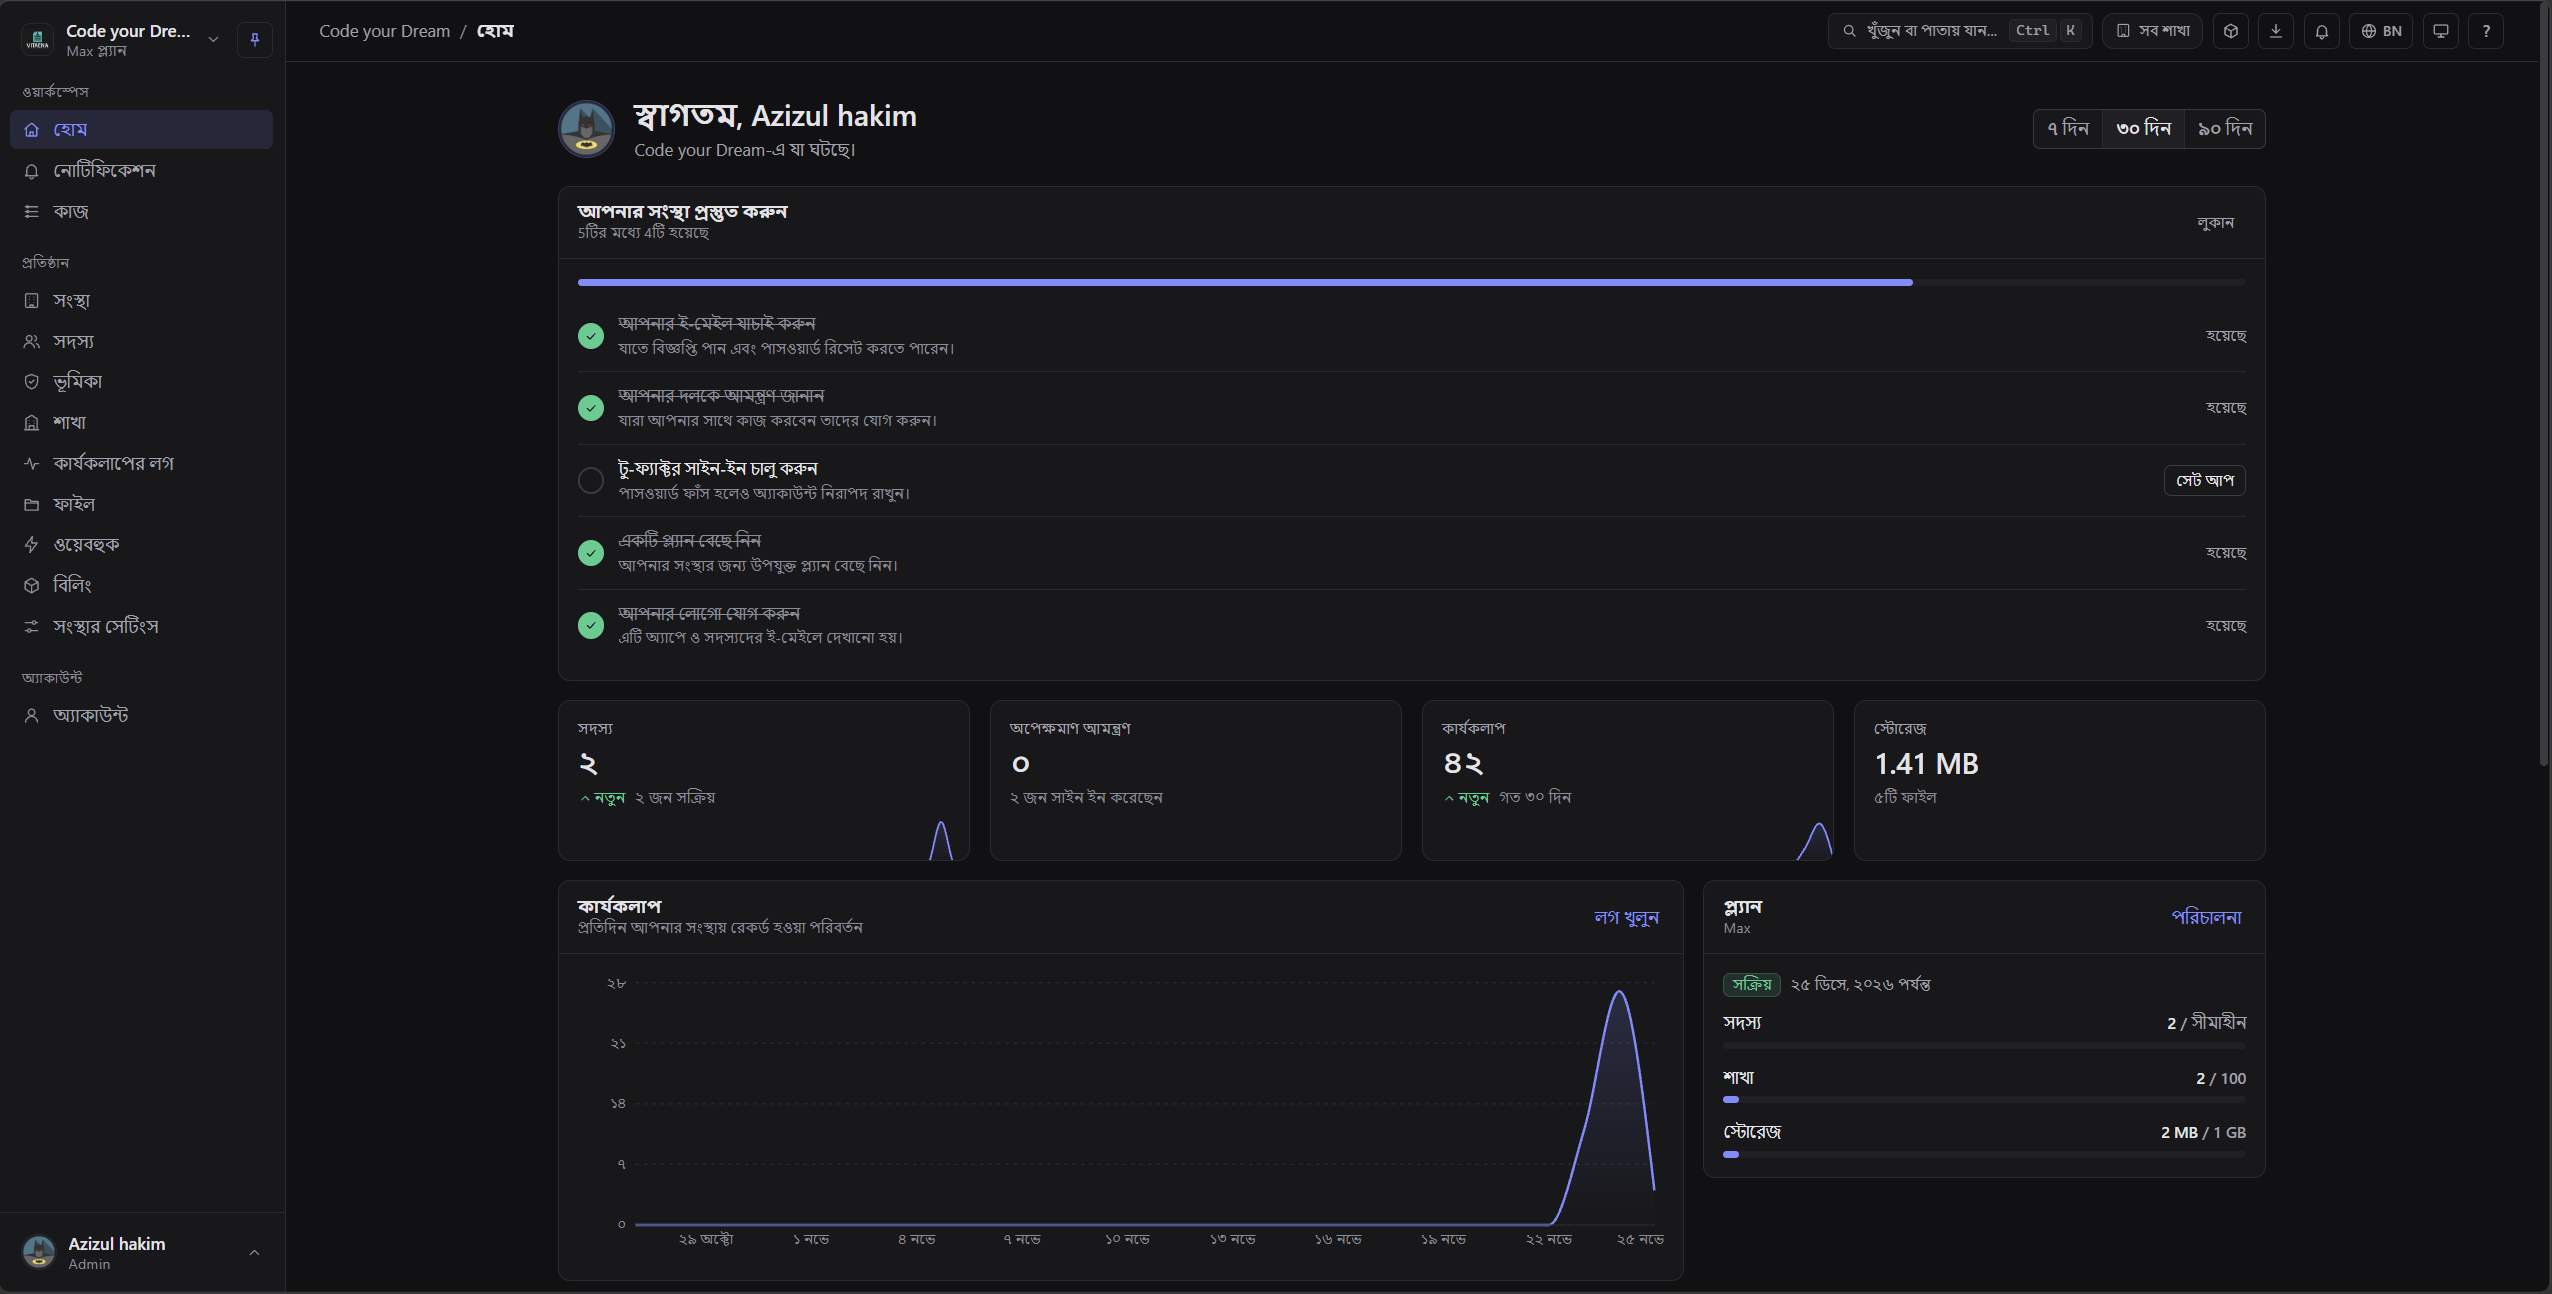 Code your Dre...
Max প্ল্যান
ওয়ার্কস্পেস
হোম
নোটিফিকেশন
কাজ
প্রতিষ্ঠান
সংস্থা
সদস্য
ভূমিকা
শাখা
কার্যকলাপের লগ
ফাইল
ওয়েবহুক
বিলিং
সংস্থার সেটিংস
অ্যাকাউন্ট
অ্যাকাউন্ট
Azizul hakim
Admin
Code your Dream / হোম
খুঁজুন বা পাতায় যান... Ctrl K
সব শাখা
BN
?
স্বাগতম, Azizul hakim
Code your Dream-এ যা ঘটছে।
৭ দিন ৩০ দিন ৯০ দিন
আপনার সংস্থা প্রস্তুত করুন
5টির মধ্যে 4টি হয়েছে
লুকান
আপনার ই-মেইল যাচাই করুন
যাতে বিজ্ঞপ্তি পান এবং পাসওয়ার্ড রিসেট করতে পারেন।
হয়েছে
আপনার দলকে আমন্ত্রণ জানান
যারা আপনার সাথে কাজ করবেন তাদের যোগ করুন।
হয়েছে
টু-ফ্যাক্টর সাইন-ইন চালু করুন
পাসওয়ার্ড ফাঁস হলেও অ্যাকাউন্ট নিরাপদ রাখুন।
সেট আপ
একটি প্ল্যান বেছে নিন
আপনার সংস্থার জন্য উপযুক্ত প্ল্যান বেছে নিন।
হয়েছে
আপনার লোগো যোগ করুন
এটি অ্যাপে ও সদস্যদের ই-মেইলে দেখানো হয়।
হয়েছে
সদস্য
২
নতুন ২ জন সক্রিয়
অপেক্ষমাণ আমন্ত্রণ
০
২ জন সাইন ইন করেছেন
কার্যকলাপ
৪২
নতুন গত ৩০ দিন
স্টোরেজ
1.41 MB
৫টি ফাইল
কার্যকলাপ
প্রতিদিন আপনার সংস্থায় রেকর্ড হওয়া পরিবর্তন
লগ খুলুন
২৮
২১
১৪
৭
০
২৯ অক্টো ১ নভে ৪ নভে ৭ নভে ১০ নভে ১৩ নভে ১৬ নভে ১৯ নভে ২২ নভে ২৫ নভে
প্ল্যান
Max
পরিচালনা
সক্রিয় ২৫ ডিসে, ২০২৬ পর্যন্ত
সদস্য 2 / সীমাহীন
শাখা 2 / 100
স্টোরেজ 2 MB / 1 GB